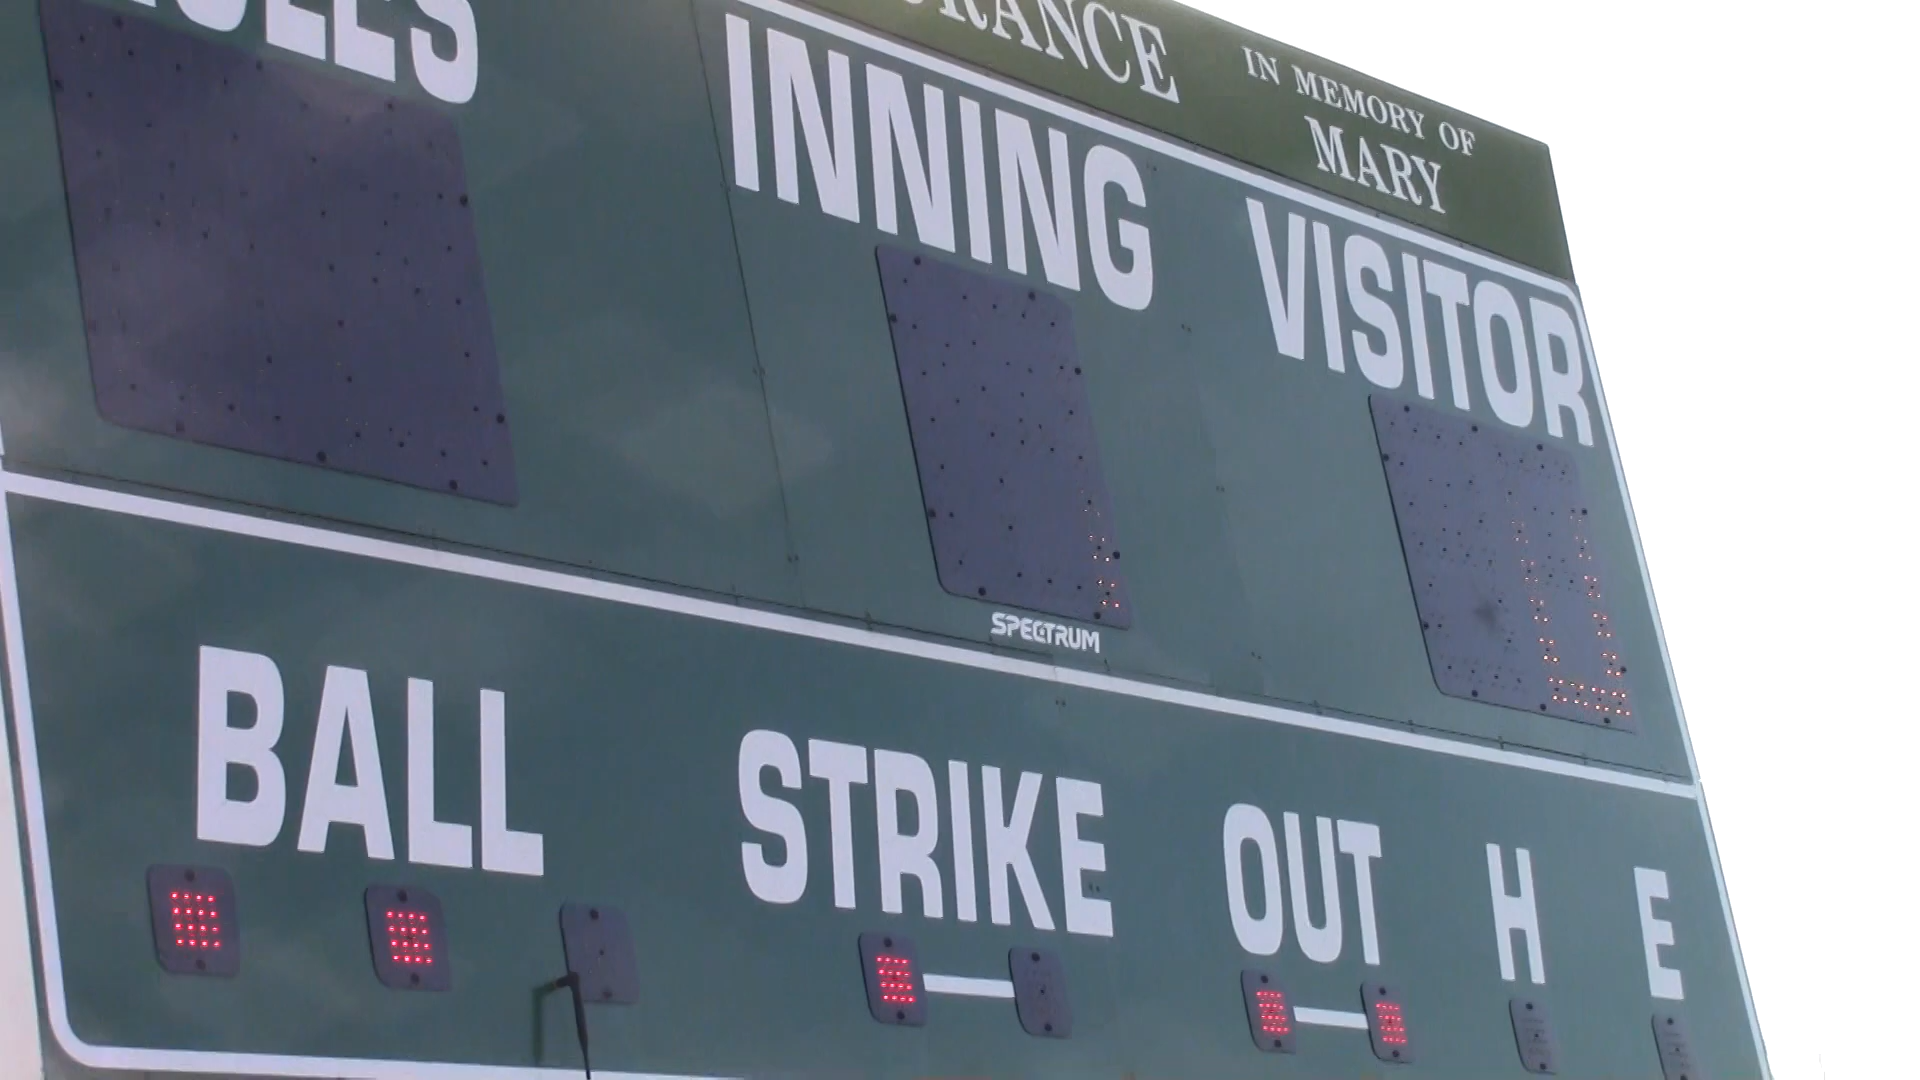 IN MEMORY OF
MARY
INNING
VISITOR
SPECTRUM
BALL
STRIKE
OUT
H
E